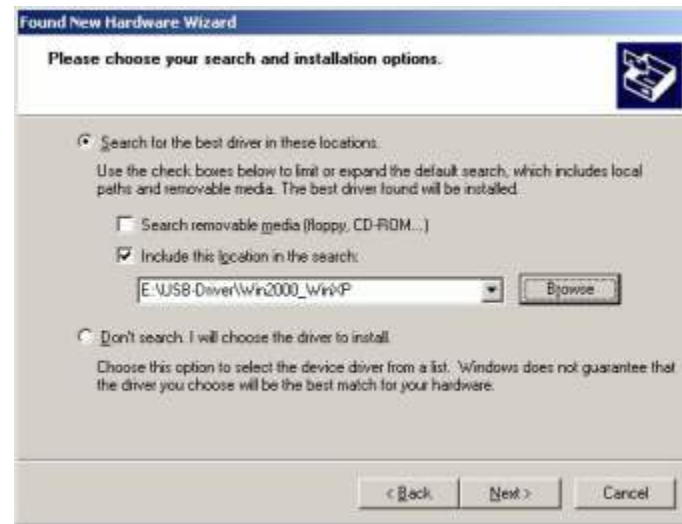 Found New Hardware Wizard
Please choose your search and installation options.
Search for the best driver in these locations.
Use the check boxes below to limit or expand the default search, which includes local
paths and removable media. The best driver found will be installed.
Search removable media (floppy, CD-ROM...)
Include this location in the search:
E:\USB-Driver\Win2000_WinXP
Browse
Don't search. I will choose the driver to install.
Choose this option to select the device driver from a list. Windows does not guarantee that
the driver you choose will be the best match for your hardware.
< Back
Next >
Cancel